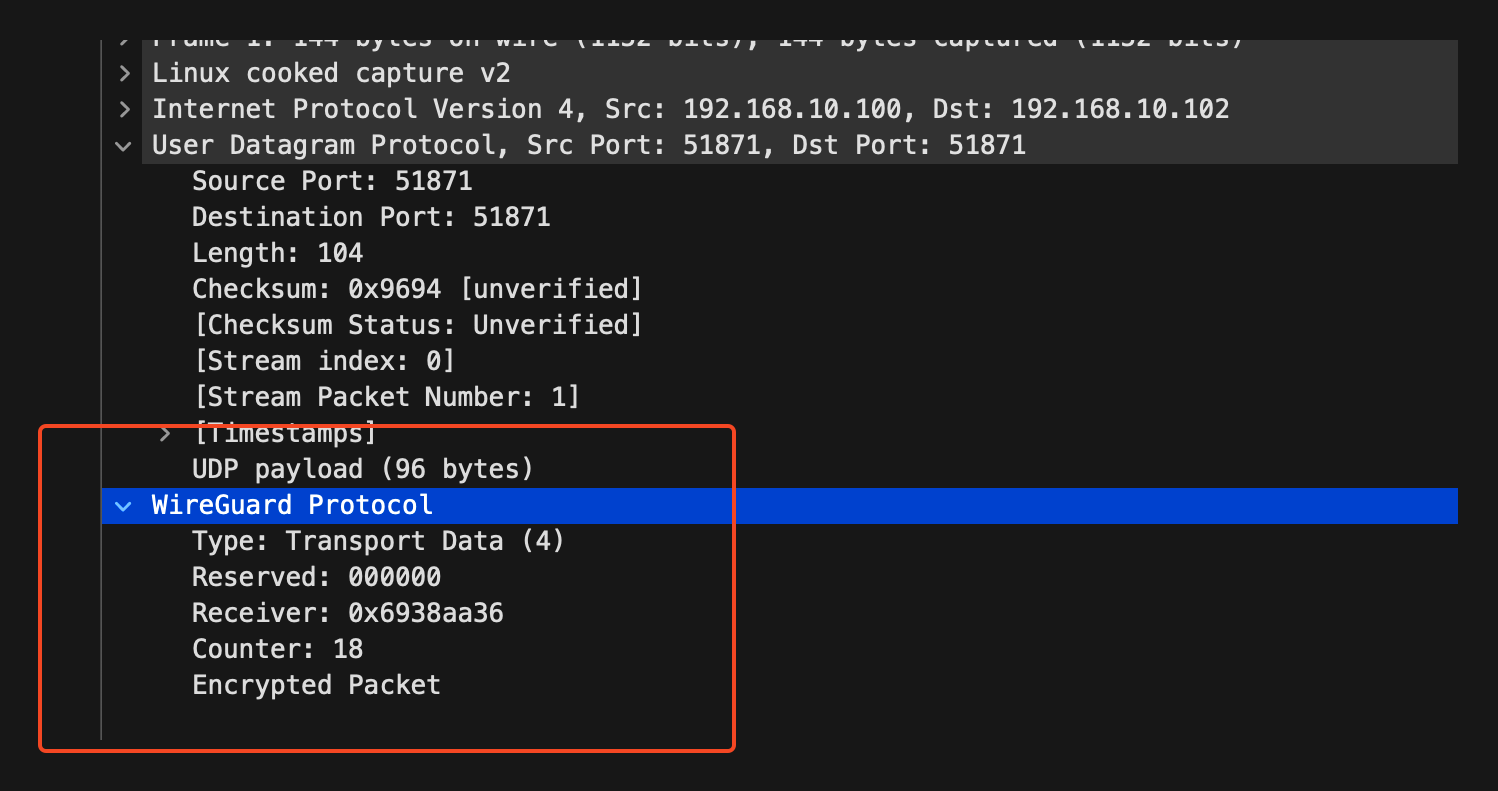 Frame 1: 144 bytes on wire (1152 bits), 144 bytes captured (1152 bits)
Linux cooked capture v2
Internet Protocol Version 4, Src: 192.168.10.100, Dst: 192.168.10.102
User Datagram Protocol, Src Port: 51871, Dst Port: 51871
Source Port: 51871
Destination Port: 51871
Length: 104
Checksum: 0x9694 [unverified]
[Checksum Status: Unverified]
[Stream index: 0]
[Stream Packet Number: 1]
[Timestamps]
UDP payload (96 bytes)
WireGuard Protocol
Type: Transport Data (4)
Reserved: 000000
Receiver: 0x6938aa36
Counter: 18
Encrypted Packet